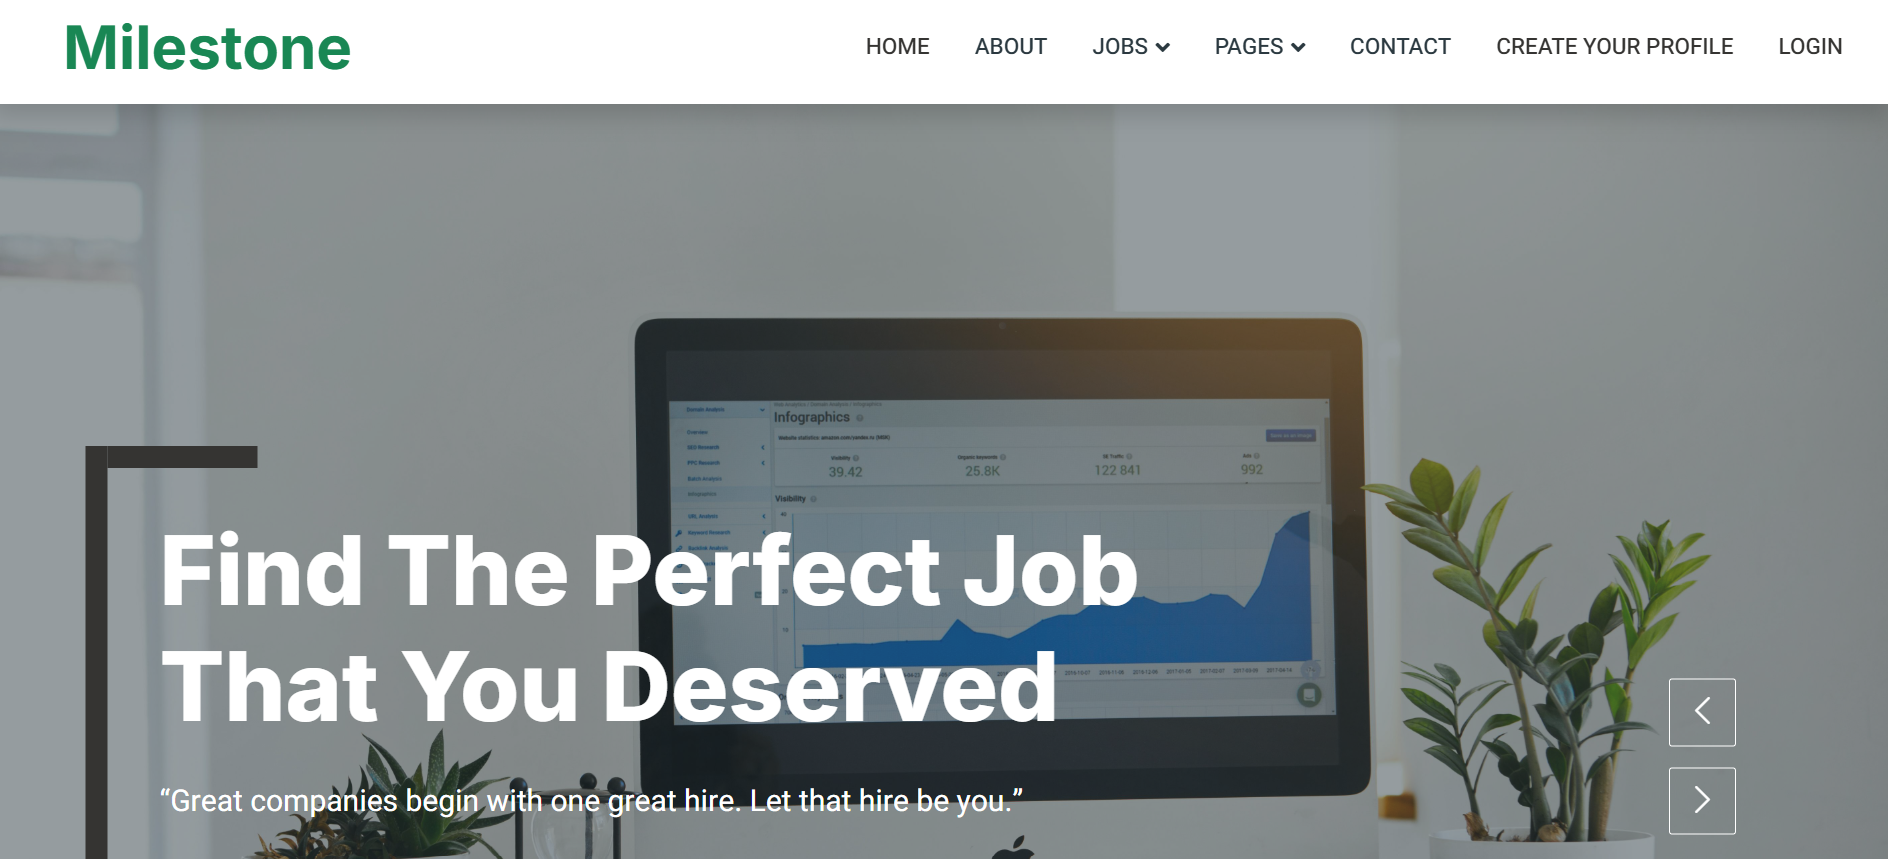 Milestone
HOME ABOUT JOBS PAGES CONTACT CREATE YOUR PROFILE LOGIN
Infographics
39.42 25.8K 122 841 992
Visibility
Find The Perfect Job
That You Deserved
“Great companies begin with one great hire. Let that hire be you.”